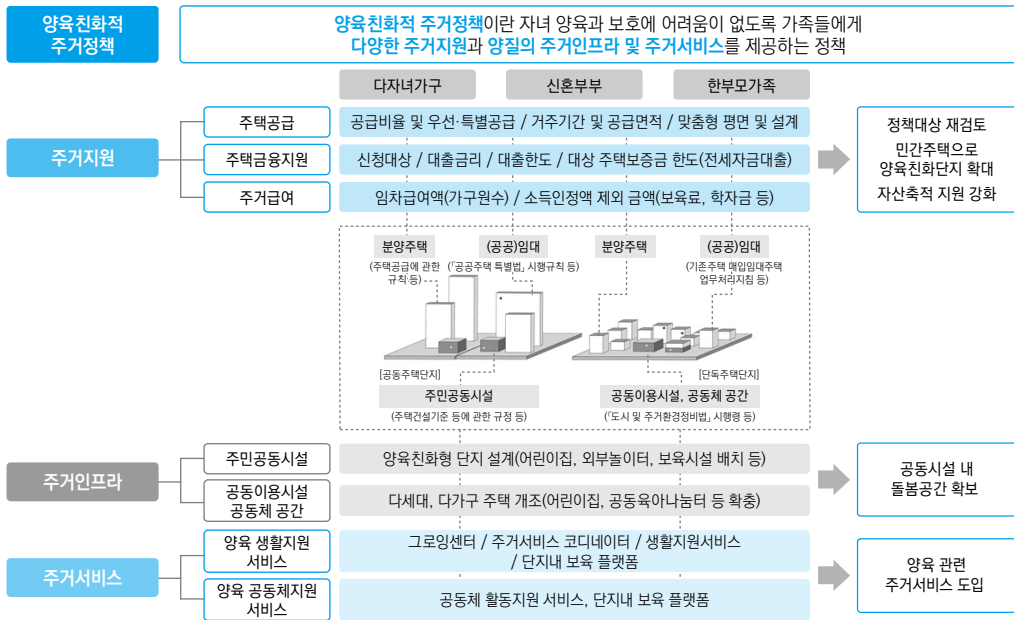 양육친화적
주거정책
양육친화적 주거정책이란 자녀 양육과 보호에 어려움이 없도록 가족들에게
다양한 주거지원과 양질의 주거인프라 및 주거서비스를 제공하는 정책
다자녀가구
신혼부부
한부모가족
주거지원
주택공급
공급비율 및 우선·특별공급 / 거주기간 및 공급면적 / 맞춤형 평면 및 설계
주택금융지원
신청대상 / 대출금리 / 대출한도 / 대상 주택보증금 한도(전세자금대출)
주거급여
임차급여액(가구원수) / 소득인정액 제외 금액(보육료, 학자금 등)
정책대상 재검토
민간주택으로
양육친화단지 확대
자산축적 지원 강화
분양주택
(주택공급에 관한
규칙 등)
(공공)임대
(「공공주택 특별법」 시행규칙 등)
분양주택
(공공)임대
(기존주택 매입임대주택
업무처리지침 등)
[공동주택단지]
[단독주택단지]
주민공동시설
(주택건설기준 등에 관한 규정 등)
공동이용시설, 공동체 공간
(「도시 및 주거환경정비법」 시행령 등)
주거인프라
주민공동시설
양육친화형 단지 설계(어린이집, 외부놀이터, 보육시설 배치 등)
공동이용시설
공동체 공간
다세대, 다가구 주택 개조(어린이집, 공동육아나눔터 등 확충)
공동시설 내
돌봄공간 확보
주거서비스
양육 생활지원
서비스
그로잉센터 / 주거서비스 코디네이터 / 생활지원서비스
/ 단지내 보육 플랫폼
양육 공동체지원
서비스
공동체 활동지원 서비스, 단지내 보육 플랫폼
양육 관련
주거서비스 도입